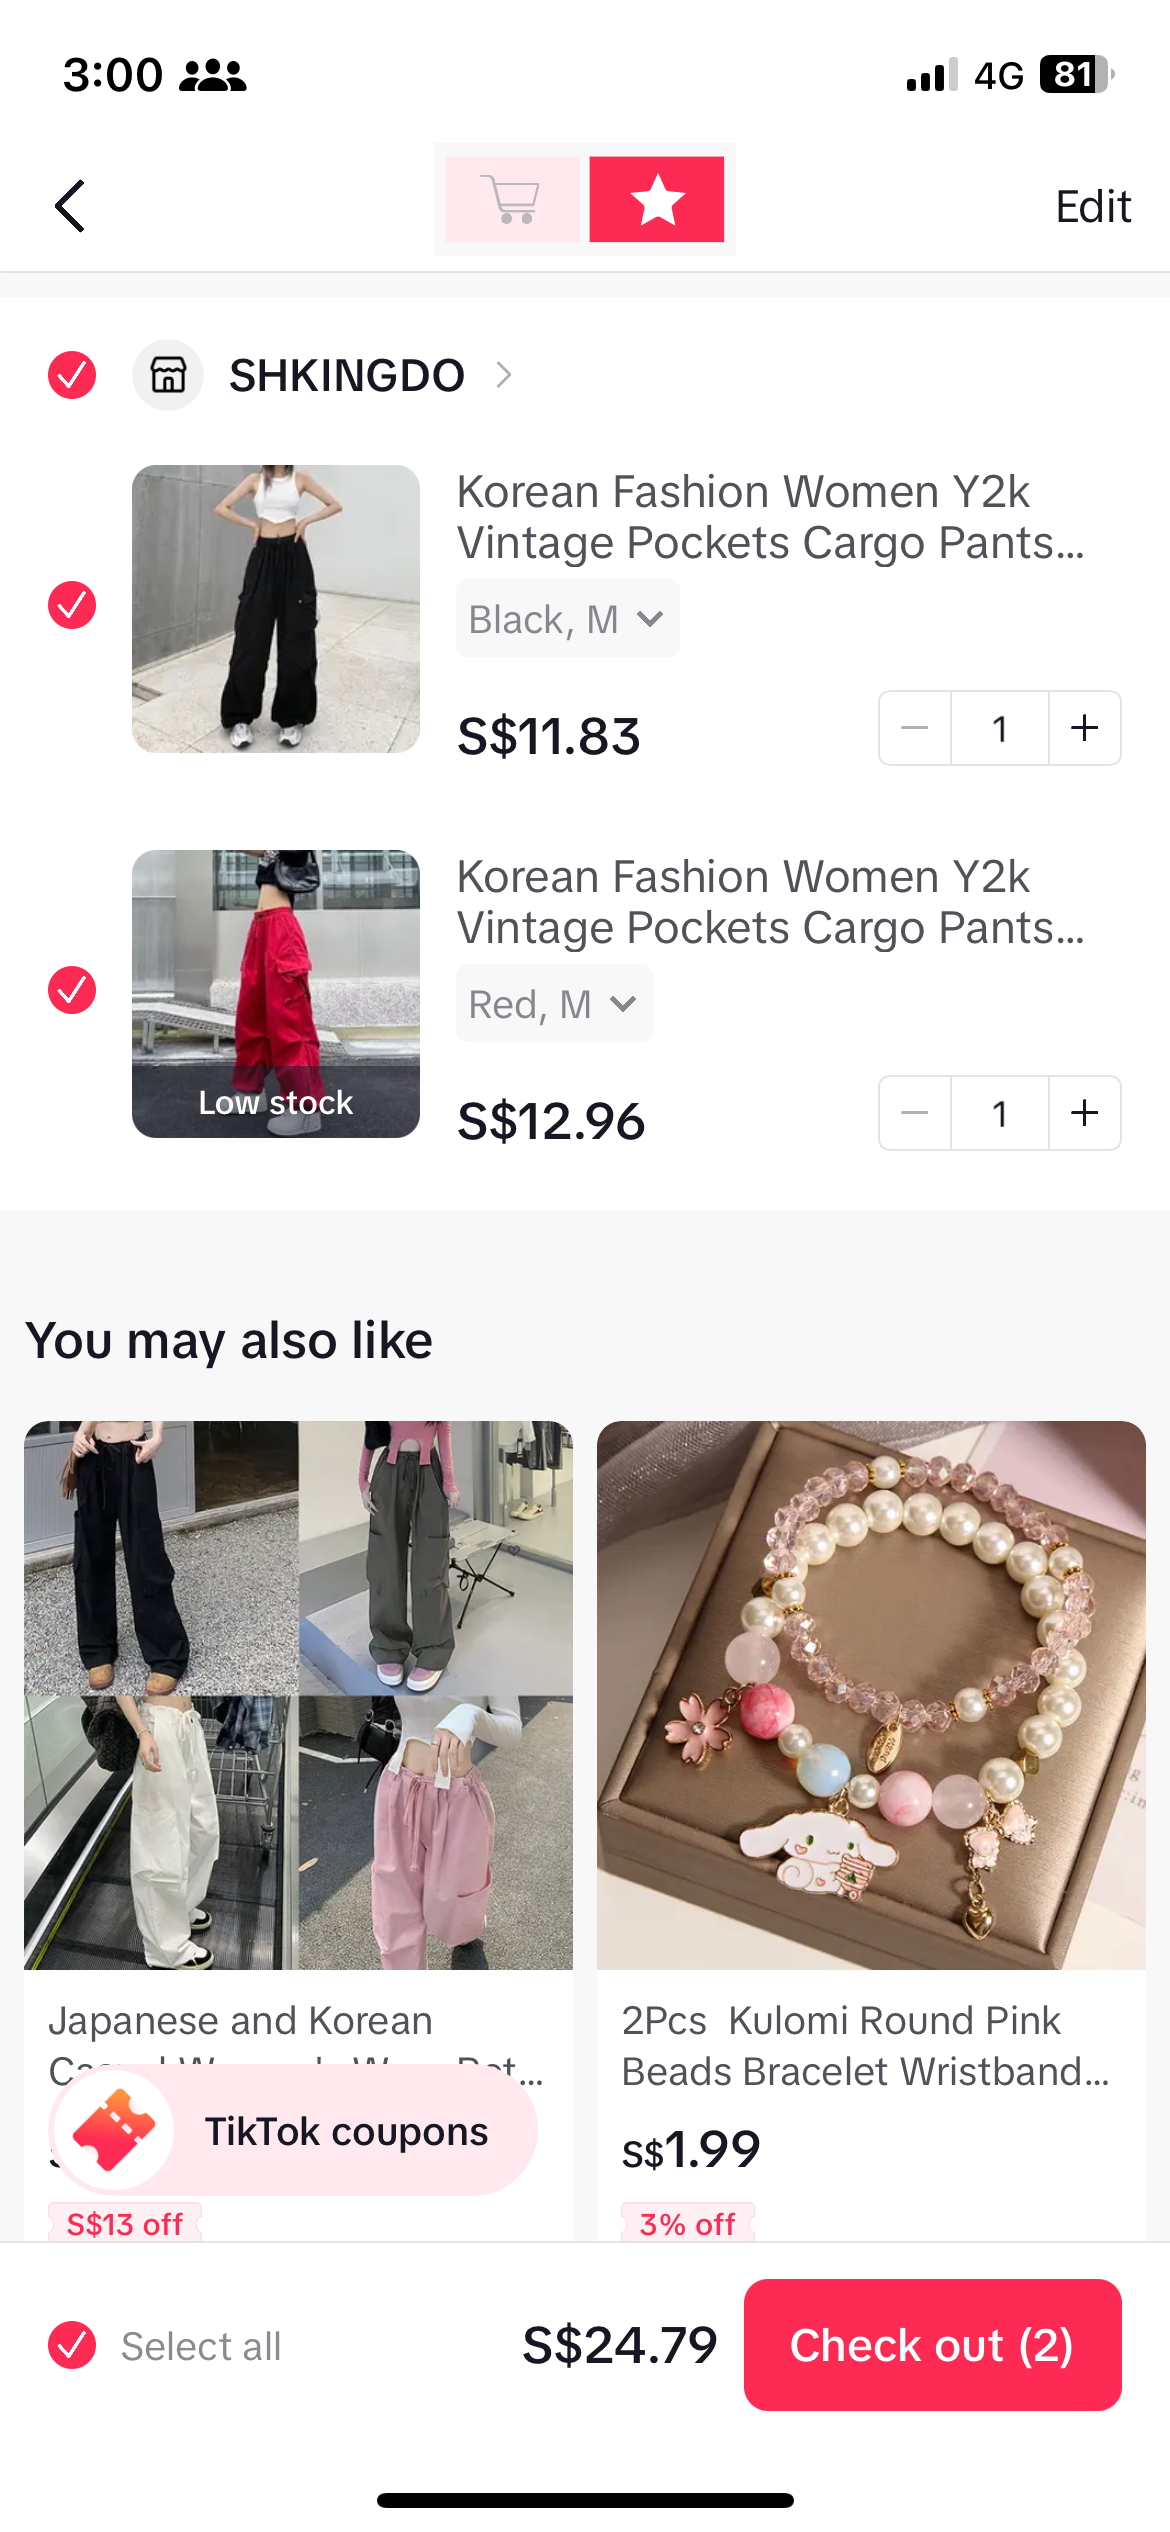 3:00
4G
81
Edit
SHKINGDO
Korean Fashion Women Y2k
Vintage Pockets Cargo Pants...
Black, M
S$11.83
1
Korean Fashion Women Y2k
Vintage Pockets Cargo Pants...
Red, M
Low stock
S$12.96
1
You may also like
Japanese and Korean
2Pcs Kulomi Round Pink
Beads Bracelet Wristband...
TikTok coupons
S$1.99
S$13 off
3% off
Select all
S$24.79
Check out (2)